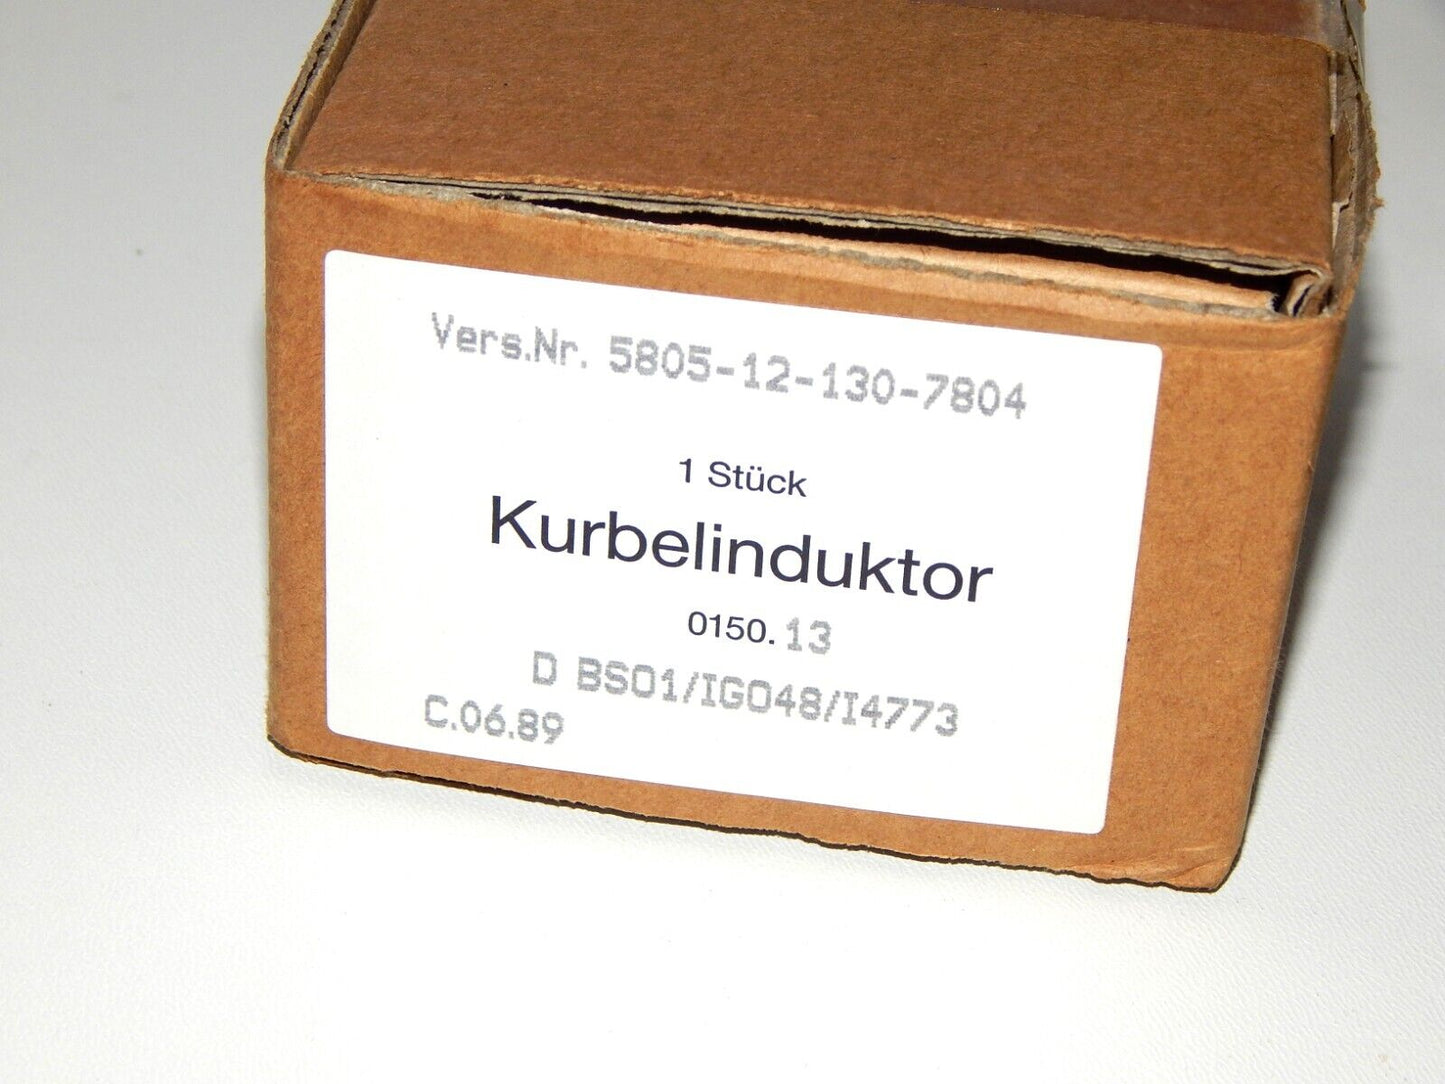 Vers.Nr. 5805-12-130-7804
1 Stück
Kurbelinduktor
0150.13
D BS01/IG048/I4773
C.06.89